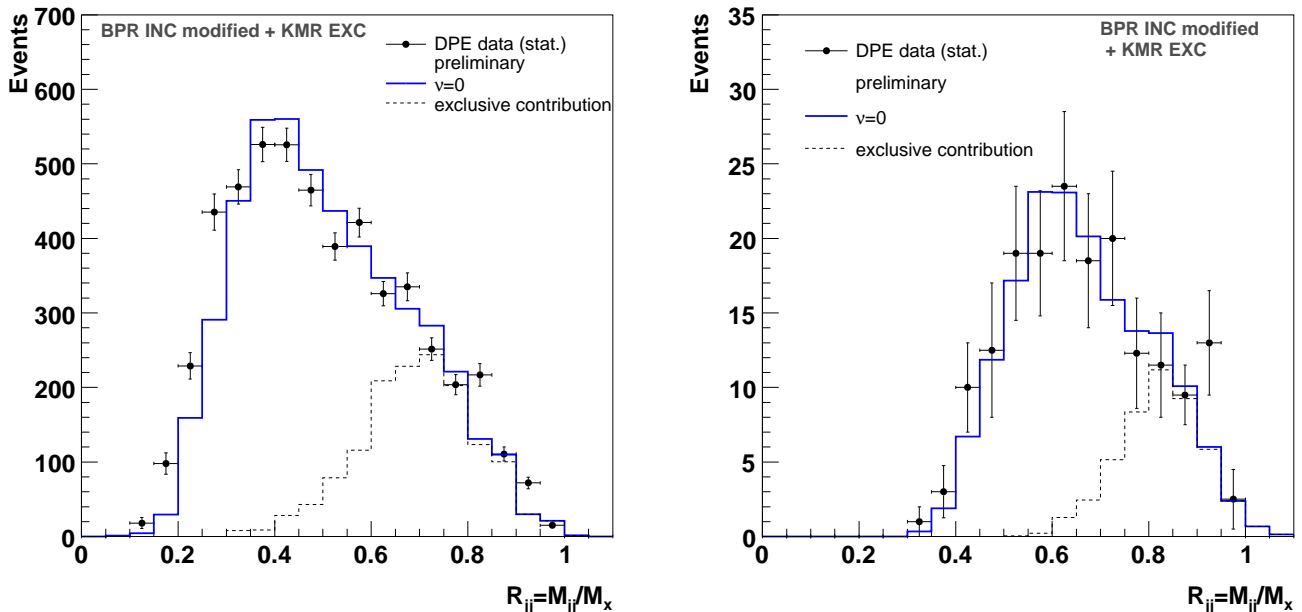 BPR INC modified + KMR EXC
DPE data (stat.)
preliminary
ν=0
exclusive contribution
Events
700
600
500
400
300
200
100
0
0 0.2 0.4 0.6 0.8 1
R_jj=M_jj/M_x
BPR INC modified
+ KMR EXC
DPE data (stat.)
preliminary
ν=0
exclusive contribution
Events
35
30
25
20
15
10
5
0
0 0.2 0.4 0.6 0.8 1
R_jj=M_jj/M_x